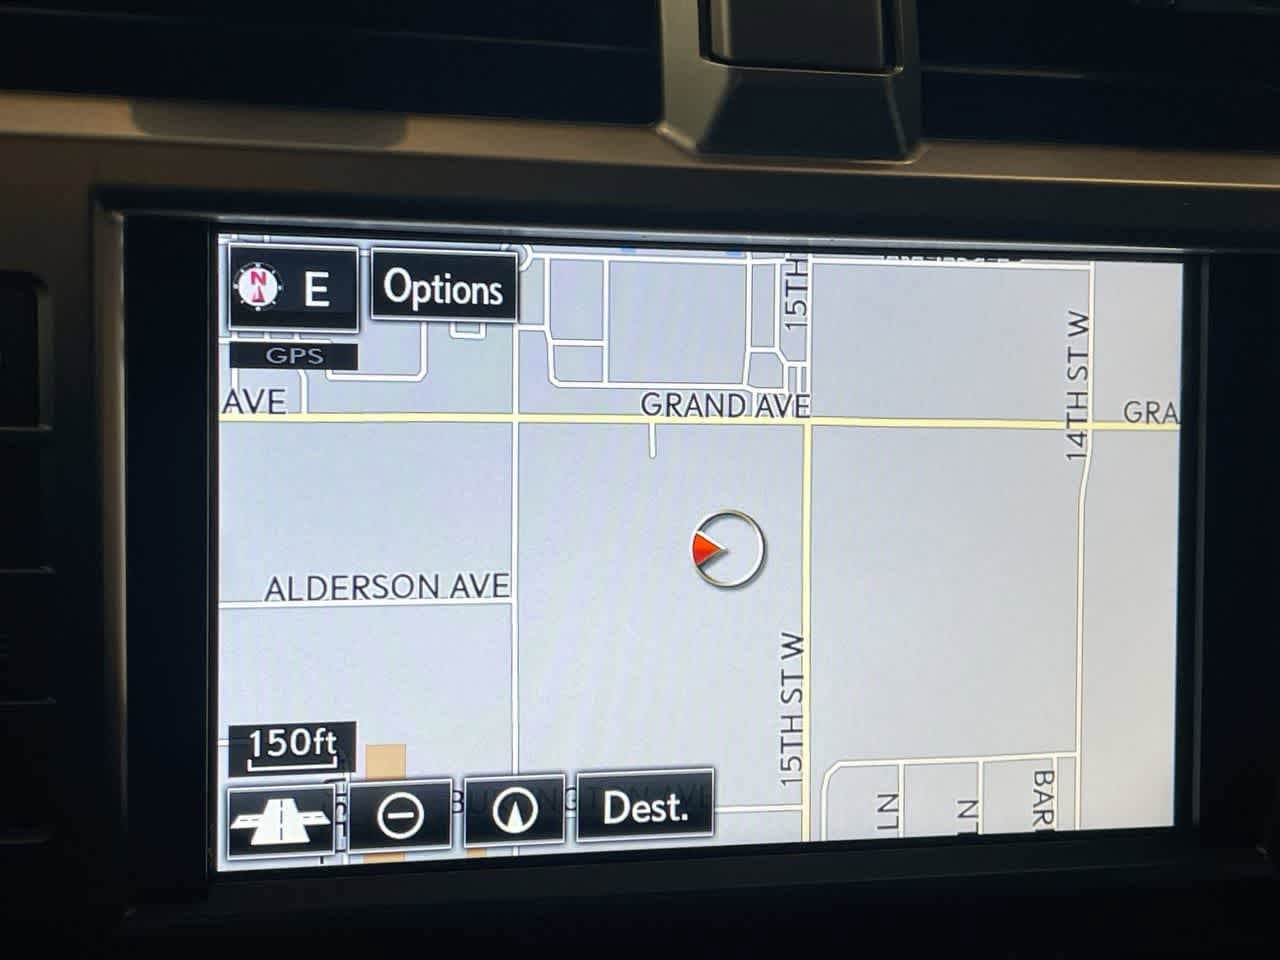 N E
Options
GPS
15TH
14TH ST W
AVE
GRAND AVE
GRA
ALDERSON AVE
15TH ST W
150ft
Dest.
LN
LN
BAR